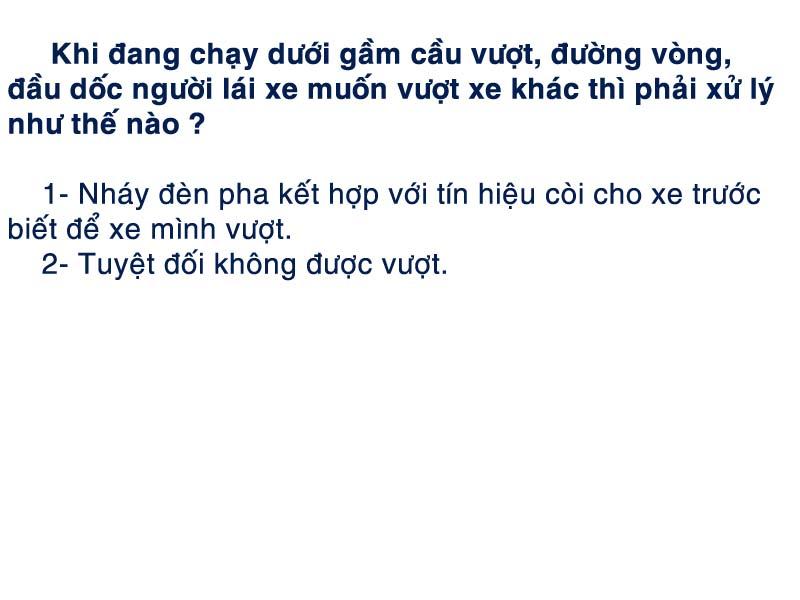 Khi đang chạy dưới gầm cầu vượt, đường vòng,
đầu dốc người lái xe muốn vượt xe khác thì phải xử lý
như thế nào ?
1- Nháy đèn pha kết hợp với tín hiệu còi cho xe trước
biết để xe mình vượt.
2- Tuyệt đối không được vượt.